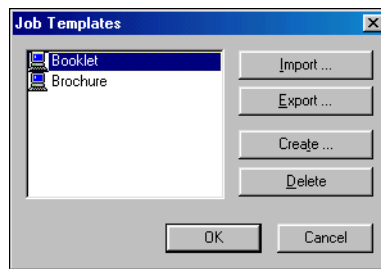 Job Templates
Booklet
Brochure
Import ...
Export ...
Create ...
Delete
OK
Cancel